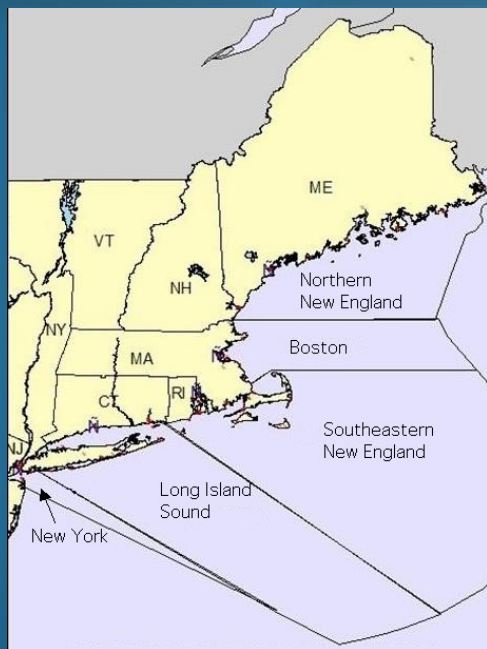 ME
VT
NH
Northern
New England
NY
Boston
MA
CT
RI
Southeastern
New England
NJ
Long Island
Sound
New York